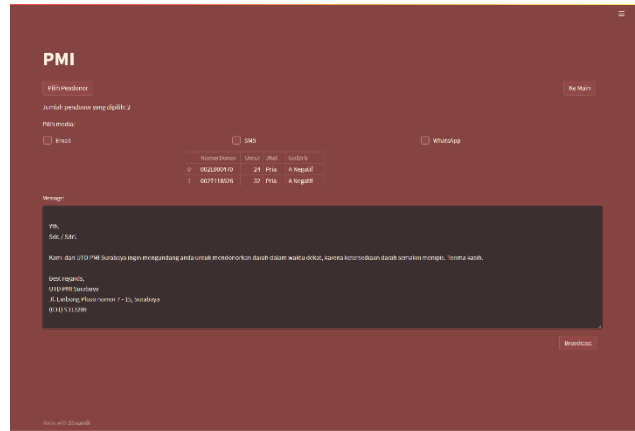 PMI
Pilih Pendonor
Ke Main
Jumlah pendonor yang dipilih: 2
Pilih media:
Email
SMS
WhatsApp
NomorDonor Umur JKel GolDrh
0 24 Pria A Negatif
1 32 Pria A Negatif
Message:
Yth.
Sdr. / Sdri.
Kami dari UTD PMI Surabaya ingin mengundang anda untuk mendonorkan darah dalam waktu dekat, karena ketersediaan darah semakin menipis. Terima kasih.
Best regards,
UTD PMI Surabaya
Jl. Embong Ploso nomor 7 - 15, Surabaya
(031) 5313289
Broadcast
Made with Streamlit